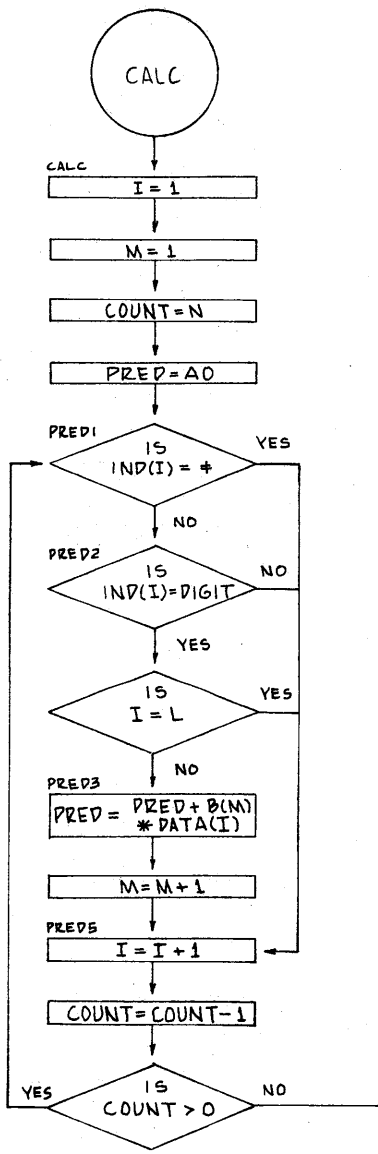 CALC
CALC
I = 1
M = 1
COUNT = N
PRED = A0
PRED1
IS
IND(I) = ≠
YES
NO
PRED2
IS
IND(I)=DIGIT
NO
YES
IS
I = L
YES
NO
PRED3
PRED = PRED + B(M)
* DATA(I)
M = M + 1
PRED5
I = I + 1
COUNT = COUNT - 1
YES
IS
COUNT > 0
NO